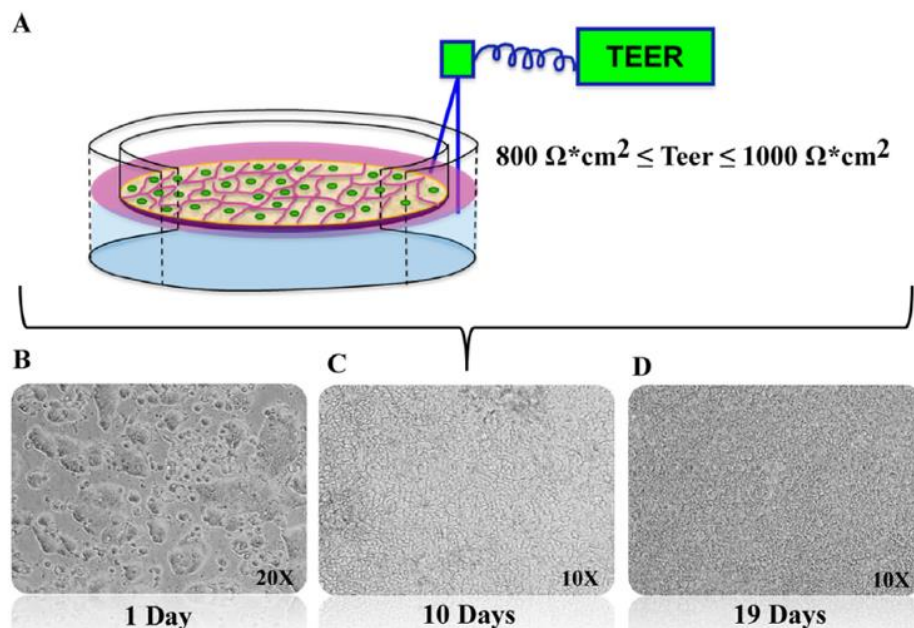 A
TEER
800 Ω*cm² ≤ Teer ≤ 1000 Ω*cm²
B
C
D
20X
10X
10X
1 Day
10 Days
19 Days